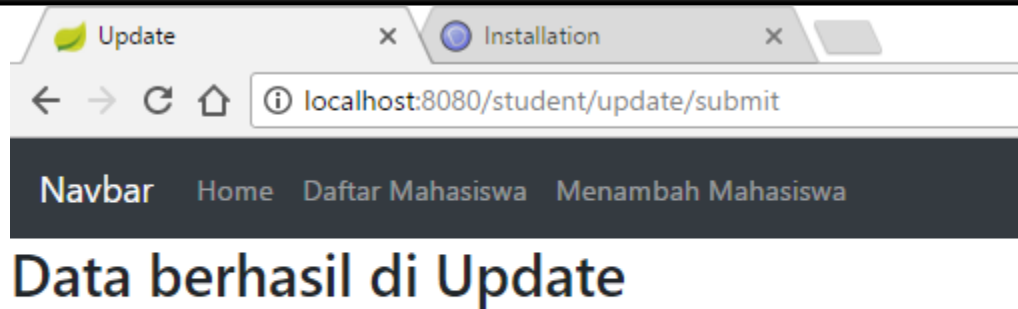 Update
Installation
localhost:8080/student/update/submit
Navbar Home Daftar Mahasiswa Menambah Mahasiswa
Data berhasil di Update